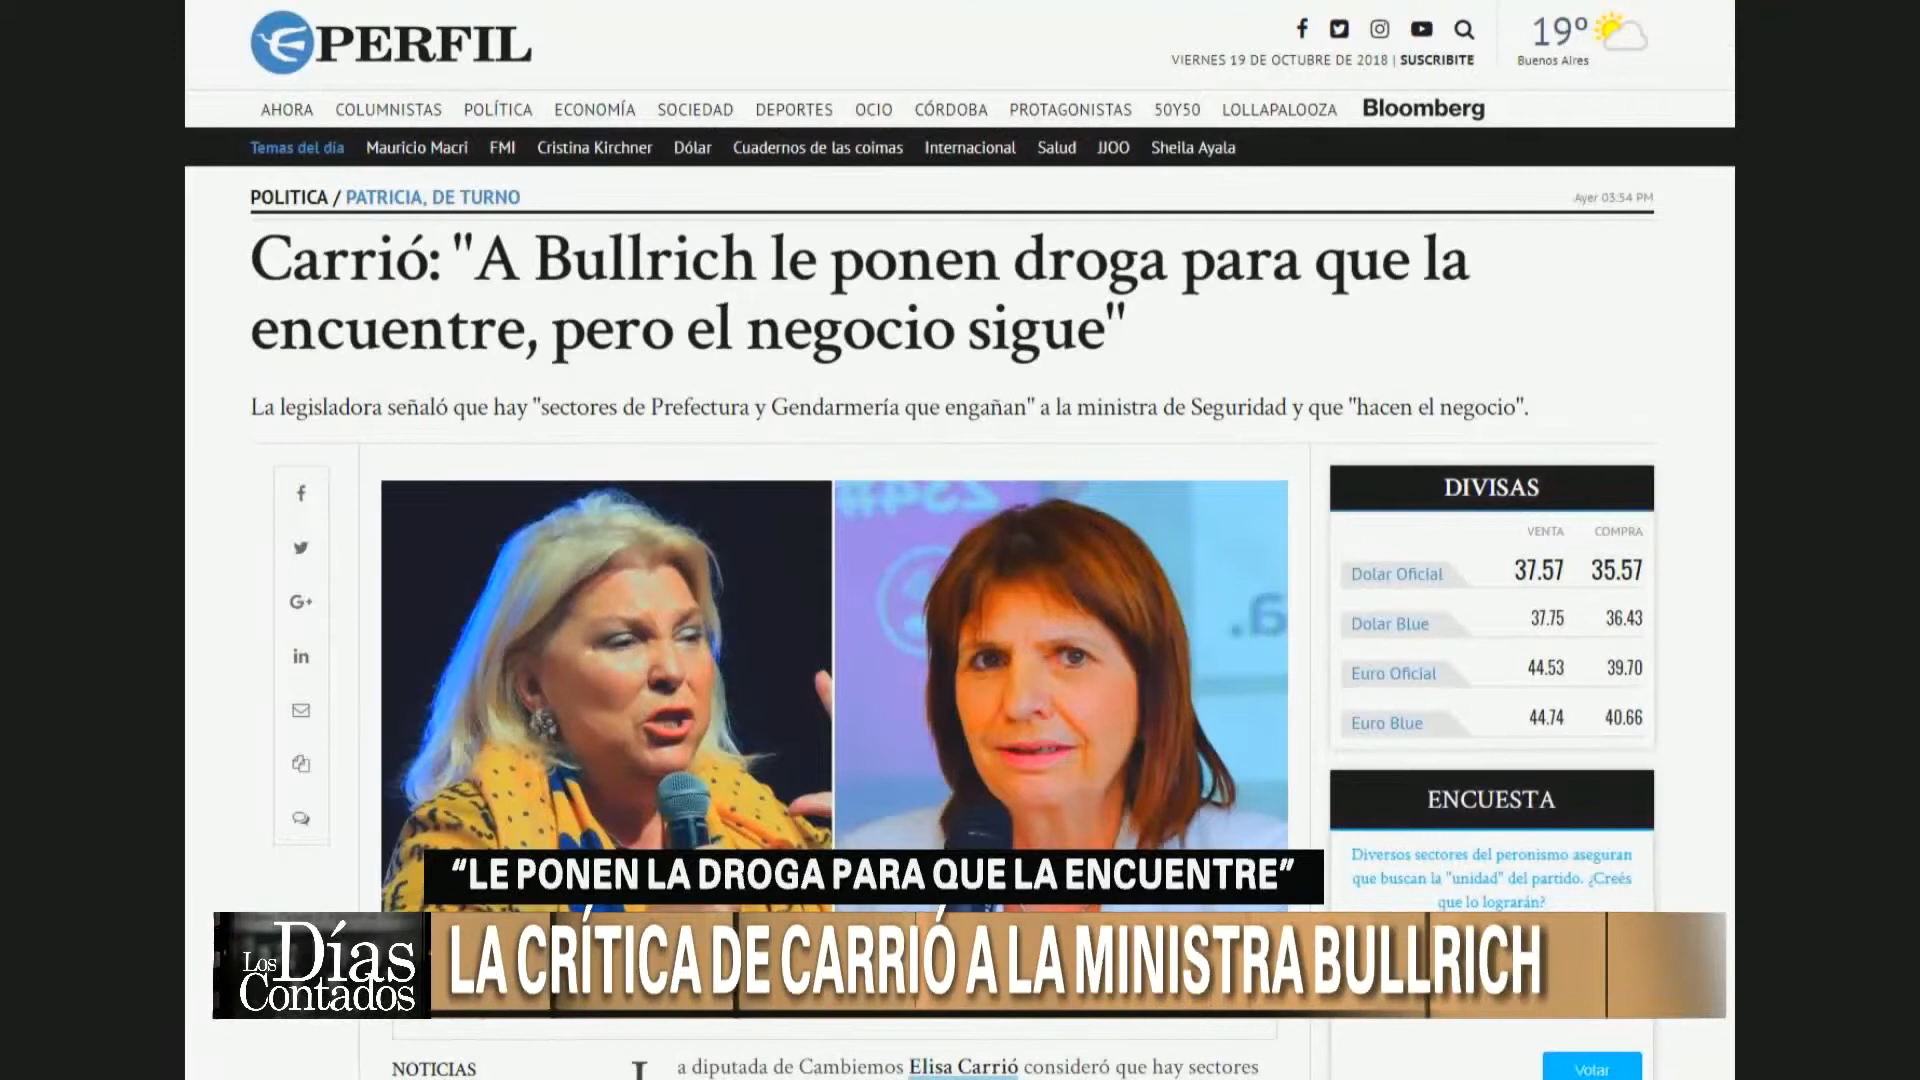 PERFIL
VIERNES 19 DE OCTUBRE DE 2018 | SUSCRIBITE
19º
Buenos Aires
AHORA COLUMNISTAS POLÍTICA ECONOMÍA SOCIEDAD DEPORTES OCIO CÓRDOBA PROTAGONISTAS 50Y50 LOLLAPALOOZA Bloomberg
Temas del día Mauricio Macri FMI Cristina Kirchner Dólar Cuadernos de las coimas Internacional Salud JJOO Sheila Ayala
POLITICA / PATRICIA, DE TURNO
Ayer 03:54 PM
Carrió: "A Bullrich le ponen droga para que la
encuentre, pero el negocio sigue"
La legisladora señaló que hay "sectores de Prefectura y Gendarmería que engañan" a la ministra de Seguridad y que "hacen el negocio".
DIVISAS
VENTA COMPRA
Dolar Oficial 37.57 35.57
Dolar Blue 37.75 36.43
Euro Oficial 44.53 39.70
Euro Blue 44.74 40.66
ENCUESTA
Diversos sectores del peronismo aseguran
que buscan la "unidad" del partido. ¿Creés
que lo lograrán?
“LE PONEN LA DROGA PARA QUE LA ENCUENTRE”
Los Días
Contados
LA CRÍTICA DE CARRIÓ A LA MINISTRA BULLRICH
NOTICIAS
a diputada de Cambiemos Elisa Carrió consideró que hay sectores
Votar